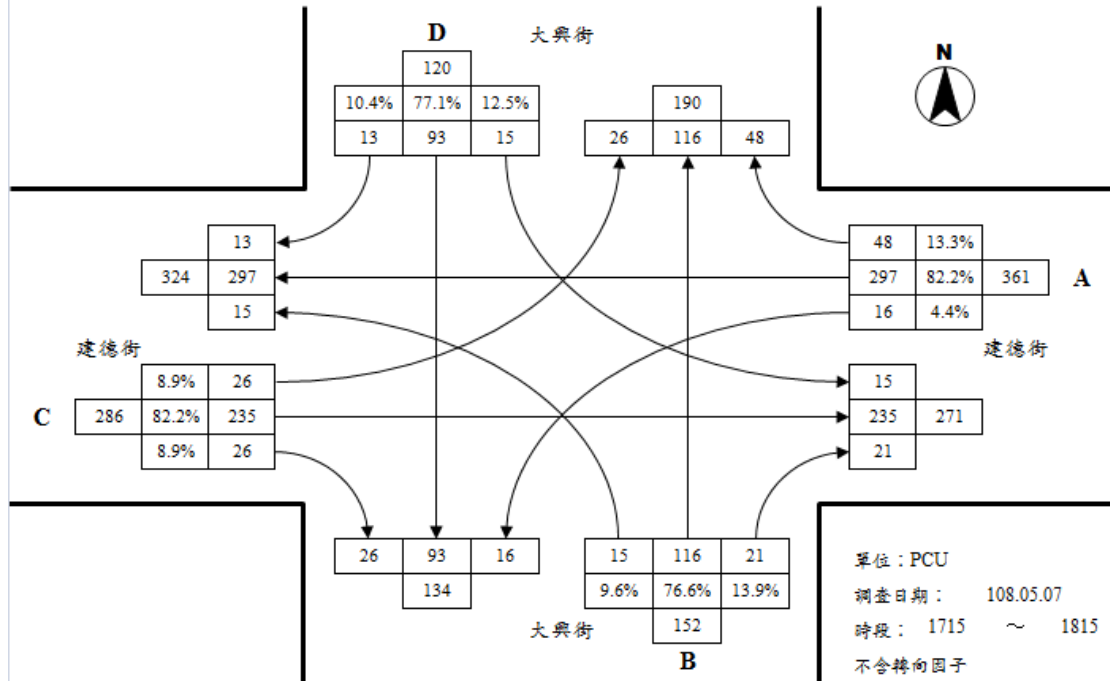 D 大興街
N
120
10.4% 77.1% 12.5%
13 93 15
190
26 116 48
13
324 297
15
48 13.3%
297 82.2% 361
16 4.4%
A
建德街
建德街
8.9% 26
C 286 82.2% 235
8.9% 26
15
235 271
21
26 93 16
134
15 116 21
9.6% 76.6% 13.9%
152
大興街
B
單位：PCU
調查日期： 108.05.07
時段： 1715 ～ 1815
不含轉向因子